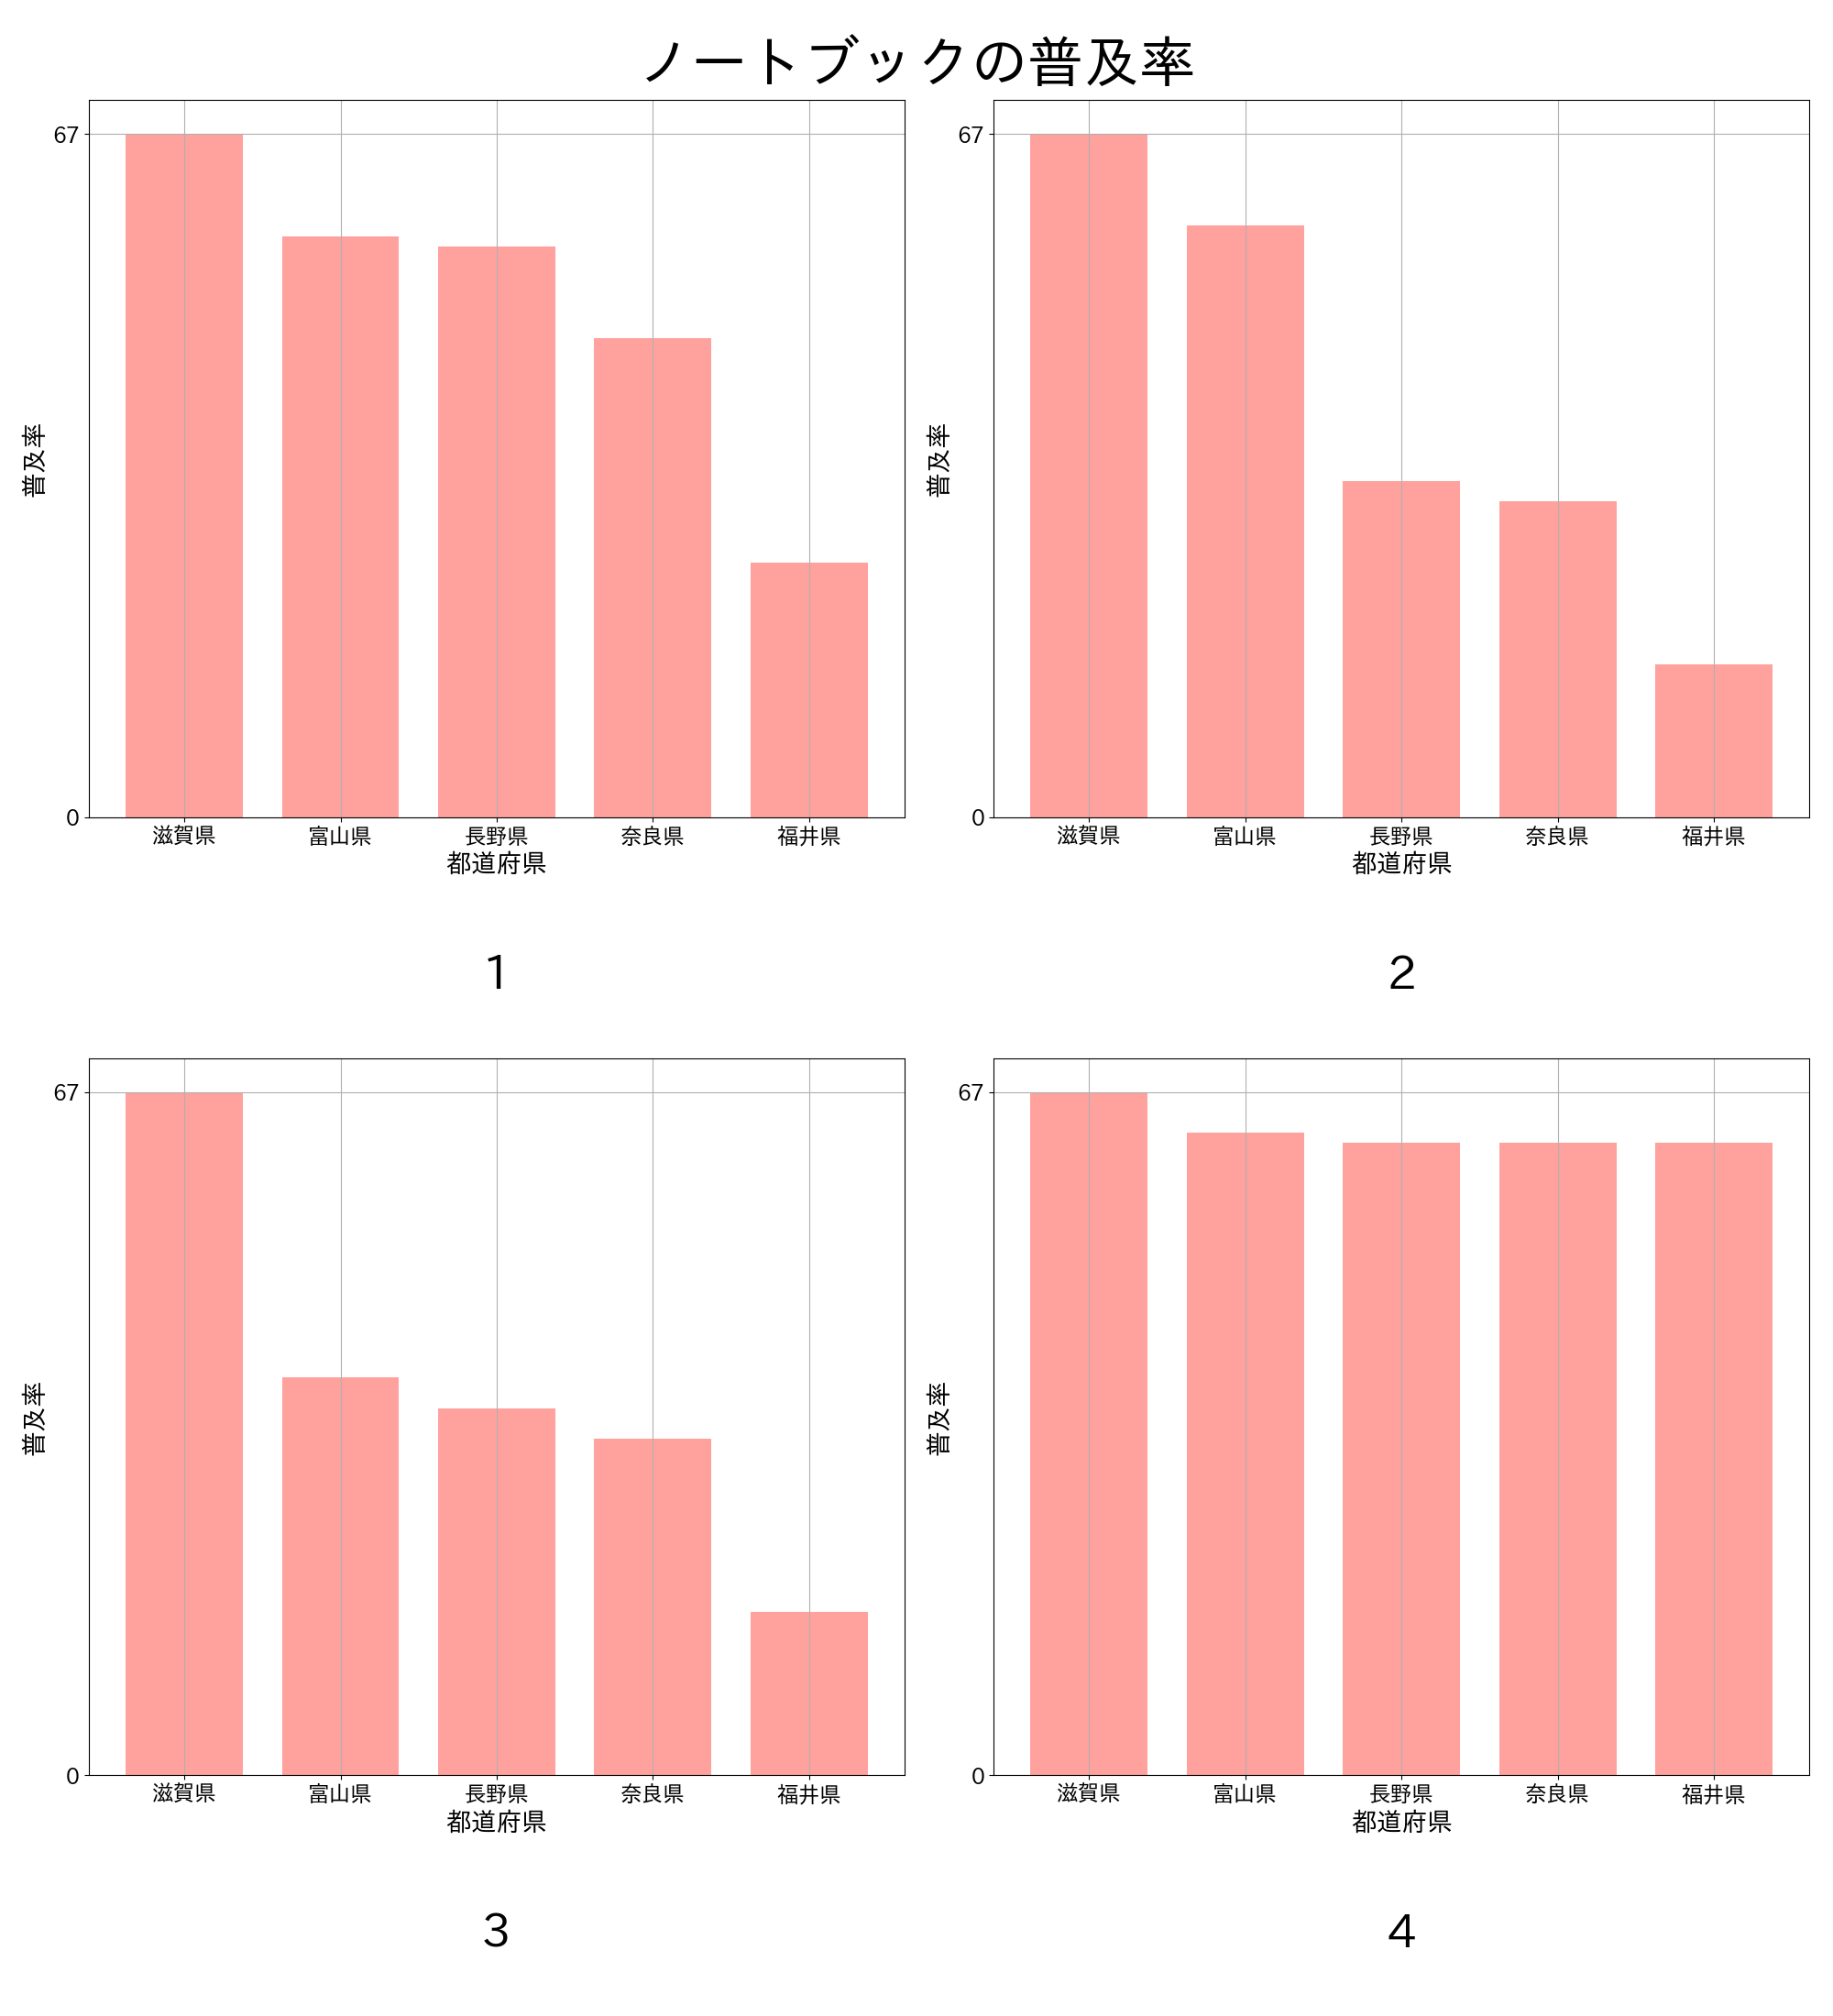 ノートブックの普及率
67
0
普及率
滋賀県 富山県 長野県 奈良県 福井県
都道府県
1
67
0
普及率
滋賀県 富山県 長野県 奈良県 福井県
都道府県
2
67
0
普及率
滋賀県 富山県 長野県 奈良県 福井県
都道府県
3
67
0
普及率
滋賀県 富山県 長野県 奈良県 福井県
都道府県
4